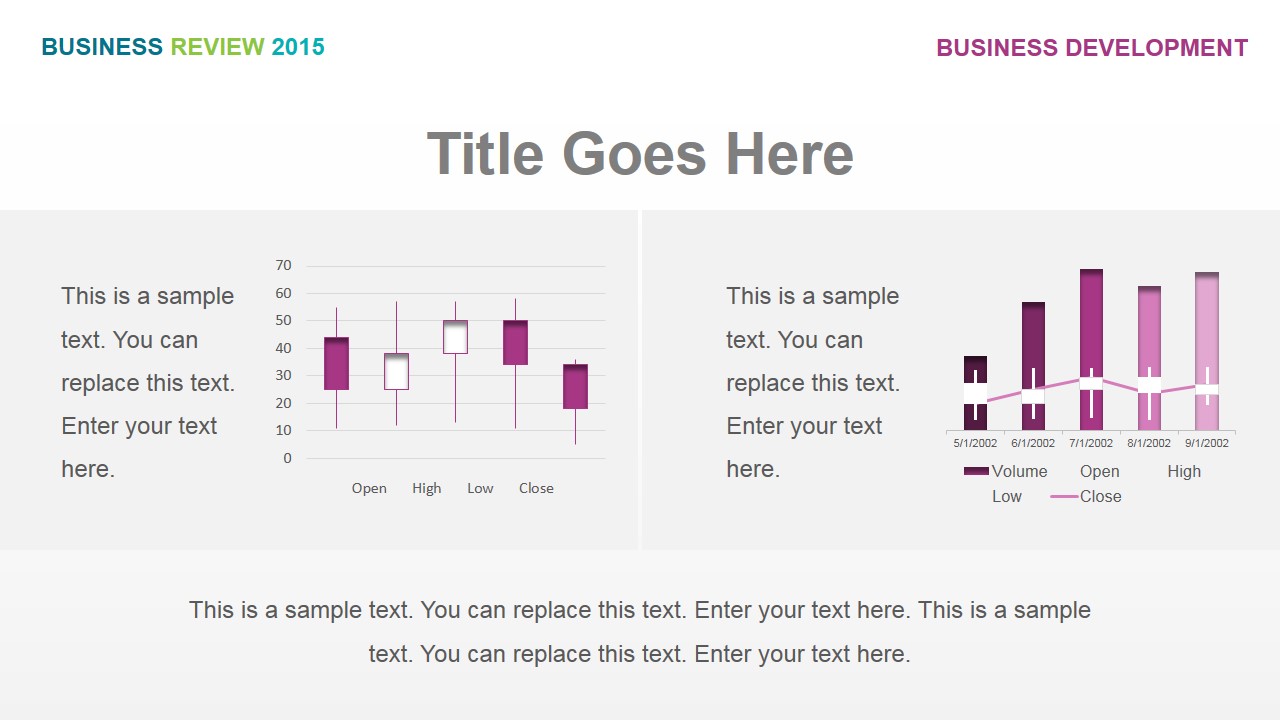 BUSINESS REVIEW 2015
BUSINESS DEVELOPMENT
Title Goes Here
This is a sample
text. You can
replace this text.
Enter your text
here.
70
60
50
40
30
20
10
0
Open High Low Close
This is a sample
text. You can
replace this text.
Enter your text
here.
5/1/2002 6/1/2002 7/1/2002 8/1/2002 9/1/2002
Volume Open High
Low Close
This is a sample text. You can replace this text. Enter your text here. This is a sample
text. You can replace this text. Enter your text here.